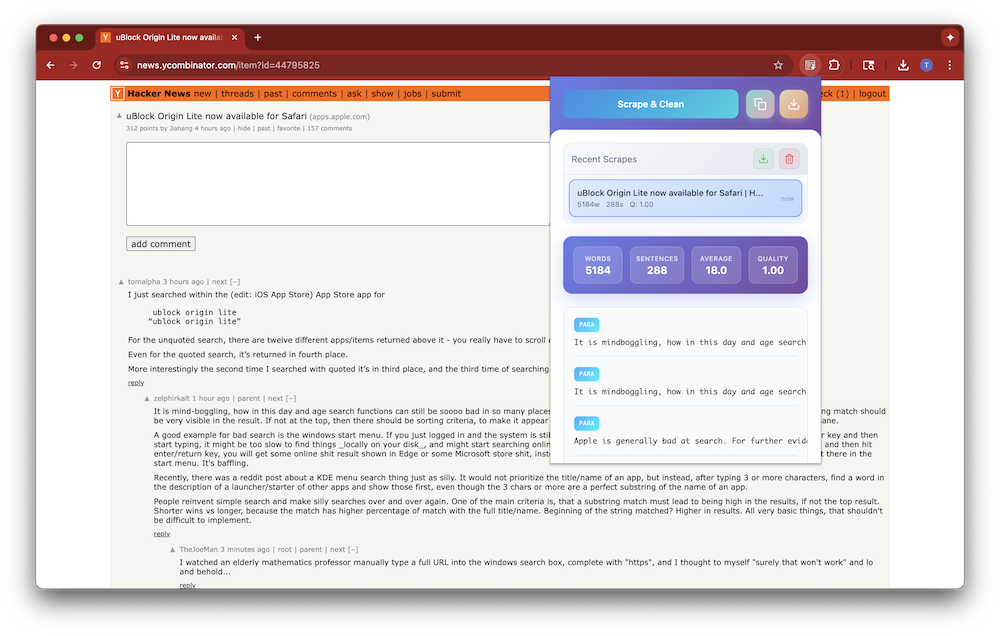 uBlock Origin Lite now availa
news.ycombinator.com/item?id=44795825
T
Y Hacker News new | threads | past | comments | ask | show | jobs | submit
(1) | logout
uBlock Origin Lite now available for Safari (apps.apple.com)
312 points by Jiahang 4 hours ago | hide | past | favorite | 157 comments
add comment
tomalpha 3 hours ago | next [–]
I just searched within the (edit: iOS App Store) App Store app for
ublock origin lite
“ublock origin lite”
For the unquoted search, there are twelve different apps/items returned above it - you really have to scroll
Even for the quoted search, it’s returned in fourth place.
More interestingly the second time I searched with quoted it’s in third place, and the third time of searching
reply
zelphirkalt 1 hour ago | parent | next [–]
It is mind-boggling, how in this day and age search functions can still be soooo bad in so many places
ng match should
be very visible in the result. If not at the top, then there should be sorting criteria, to make it appear
ane.
A good example for bad search is the windows start menu. If you just logged in and the system is still
r key and then
start typing, it might be too slow to find things _locally on your disk_, and might start searching online
and then hit
enter/return key, you will get some online shit result shown in Edge or some Microsoft store shit, inst
t there in the
start menu. It's baffling.
Recently, there was a reddit post about a KDE menu search thing just as silly. It would not prioritize the title/name of an app, but instead, after typing 3 or more characters, find a word in
the description of a launcher/starter of other apps and show those first, even though the 3 chars or more are a perfect substring of the name of an app.
People reinvent simple search and make silly searches over and over again. One of the main criteria is, that a substring match must lead to being high in the results, if not the top result.
Shorter wins vs longer, because the match has higher percentage of match with the full title/name. Beginning of the string matched? Higher in results. All very basic things, that shouldn't
be difficult to implement.
reply
TheJoeMan 3 minutes ago | root | parent | next [–]
I watched an elderly mathematics professor manually type a full URL into the windows search box, complete with "https", and I thought to myself "surely that won't work" and lo
and behold...
reply
Scrape & Clean
Recent Scrapes
uBlock Origin Lite now available for Safari | H...
5184w 288s Q: 1.00
now
WORDS
5184
SENTENCES
288
AVERAGE
18.0
QUALITY
1.00
PARA
It is mindboggling, how in this day and age search
PARA
It is mindboggling, how in this day and age search
PARA
Apple is generally bad at search. For further evid